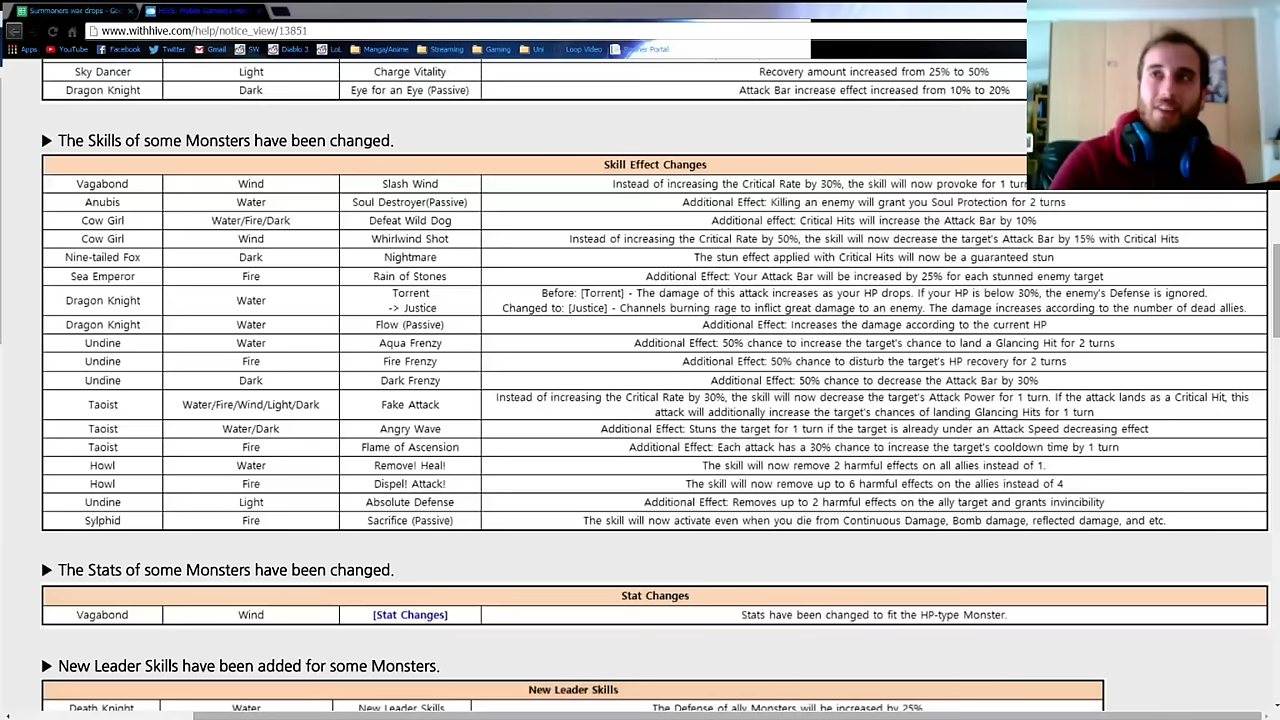 Summoners war drops - Goo
HIVE: Mobile Gaming's H
www.withhive.com/help/notice_view/13851
Apps YouTube Facebook Twitter Gmail SW Diablo 3 LoL Manga/Anime Streaming Gaming Uni Loop Video Portal
Sky Dancer Light Charge Vitality Recovery amount increased from 25% to 50%
Dragon Knight Dark Eye for an Eye (Passive) Attack Bar increase effect increased from 10% to 20%
▶ The Skills of some Monsters have been changed.
Skill Effect Changes
Vagabond Wind Slash Wind Instead of increasing the Critical Rate by 30%, the skill will now provoke for 1 turn
Anubis Water Soul Destroyer(Passive) Additional Effect: Killing an enemy will grant you Soul Protection for 2 turns
Cow Girl Water/Fire/Dark Defeat Wild Dog Additional effect: Critical Hits will increase the Attack Bar by 10%
Cow Girl Wind Whirlwind Shot Instead of increasing the Critical Rate by 50%, the skill will now decrease the target's Attack Bar by 15% with Critical Hits
Nine-tailed Fox Dark Nightmare The stun effect applied with Critical Hits will now be a guaranteed stun
Sea Emperor Fire Rain of Stones Additional Effect: Your Attack Bar will be increased by 25% for each stunned enemy target
Dragon Knight Water Torrent Before: [Torrent] - The damage of this attack increases as your HP drops. If your HP is below 30%, the enemy's Defense is ignored.
-> Justice Changed to: [Justice] - Channels burning rage to inflict great damage to an enemy. The damage increases according to the number of dead allies.
Dragon Knight Water Flow (Passive) Additional Effect: Increases the damage according to the current HP
Undine Water Aqua Frenzy Additional Effect: 50% chance to increase the target's chance to land a Glancing Hit for 2 turns
Undine Fire Fire Frenzy Additional Effect: 50% chance to disturb the target's HP recovery for 2 turns
Undine Dark Dark Frenzy Additional Effect: 50% chance to decrease the Attack Bar by 30%
Taoist Water/Fire/Wind/Light/Dark Fake Attack Instead of increasing the Critical Rate by 30%, the skill will now decrease the target's Attack Power for 1 turn. If the attack lands as a Critical Hit, this
attack will additionally increase the target's chances of landing Glancing Hits for 1 turn
Taoist Water/Dark Angry Wave Additional Effect: Stuns the target for 1 turn if the target is already under an Attack Speed decreasing effect
Taoist Fire Flame of Ascension Additional Effect: Each attack has a 30% chance to increase the target's cooldown time by 1 turn
Howl Water Remove! Heal! The skill will now remove 2 harmful effects on all allies instead of 1.
Howl Fire Dispel! Attack! The skill will now remove up to 6 harmful effects on the allies instead of 4
Undine Light Absolute Defense Additional Effect: Removes up to 2 harmful effects on the ally target and grants invincibility
Sylphid Fire Sacrifice (Passive) The skill will now activate even when you die from Continuous Damage, Bomb damage, reflected damage, and etc.
▶ The Stats of some Monsters have been changed.
Stat Changes
Vagabond Wind [Stat Changes] Stats have been changed to fit the HP-type Monster.
▶ New Leader Skills have been added for some Monsters.
New Leader Skills
Death Knight Water New Leader Skills The Defense of ally Monsters will be increased by 25%